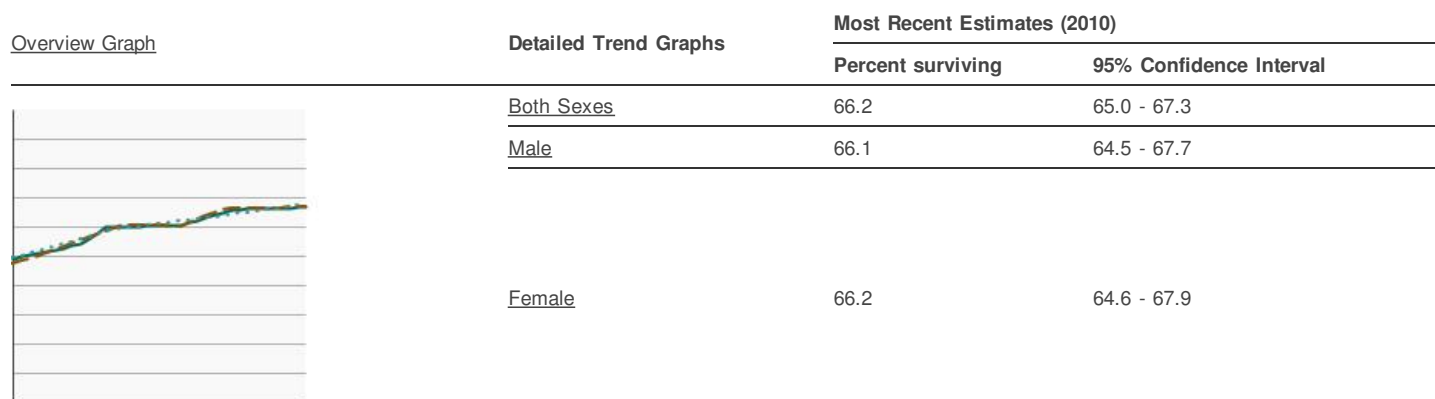 Overview Graph Detailed Trend Graphs Most Recent Estimates (2010)
Percent surviving 95% Confidence Interval
Both Sexes 66.2 65.0 - 67.3
Male 66.1 64.5 - 67.7
Female 66.2 64.6 - 67.9